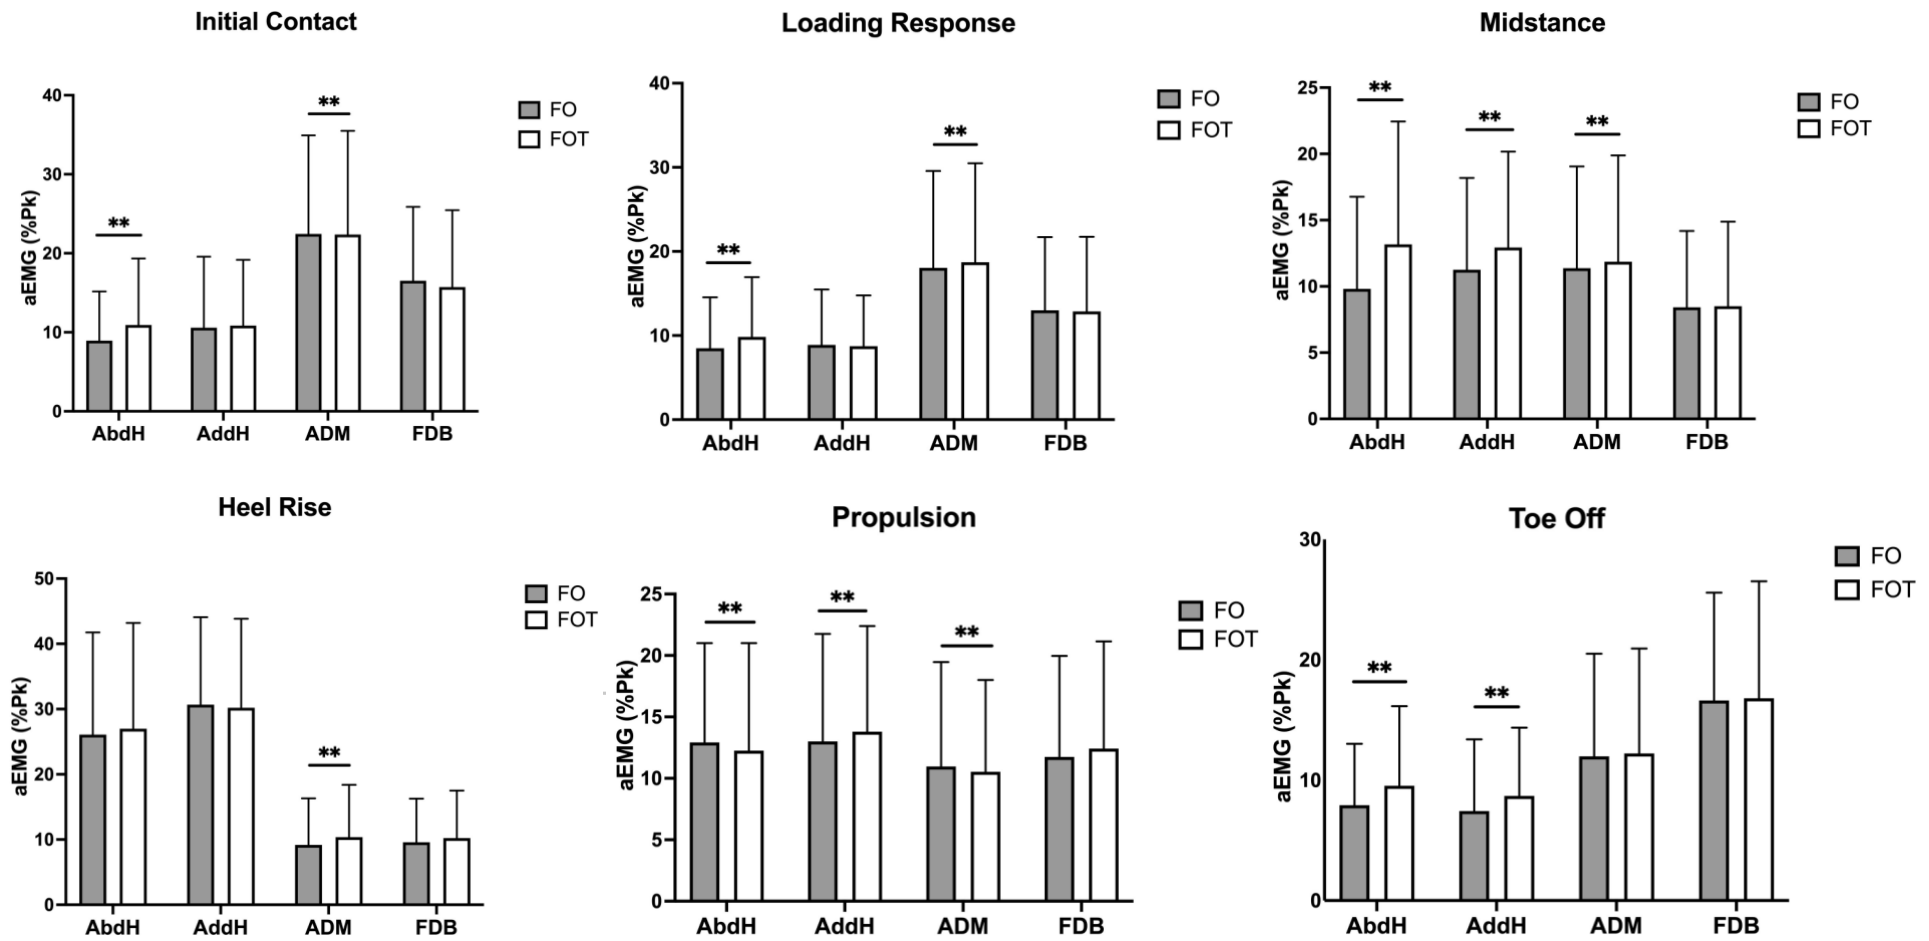 Initial Contact
aEMG (%Pk)
40
30
20
10
0
**
**
AbdH AddH ADM FDB
FO
FOT
Loading Response
aEMG (%Pk)
40
30
20
10
0
**
**
AbdH AddH ADM FDB
FO
FOT
Midstance
aEMG (%Pk)
25
20
15
10
5
0
** ** **
AbdH AddH ADM FDB
FO
FOT
Heel Rise
aEMG (%Pk)
50
40
30
20
10
0
**
AbdH AddH ADM FDB
FO
FOT
Propulsion
aEMG (%Pk)
25
20
15
10
5
0
** ** **
AbdH AddH ADM FDB
FO
FOT
Toe Off
aEMG (%Pk)
30
20
10
0
** **
AbdH AddH ADM FDB
FO
FOT